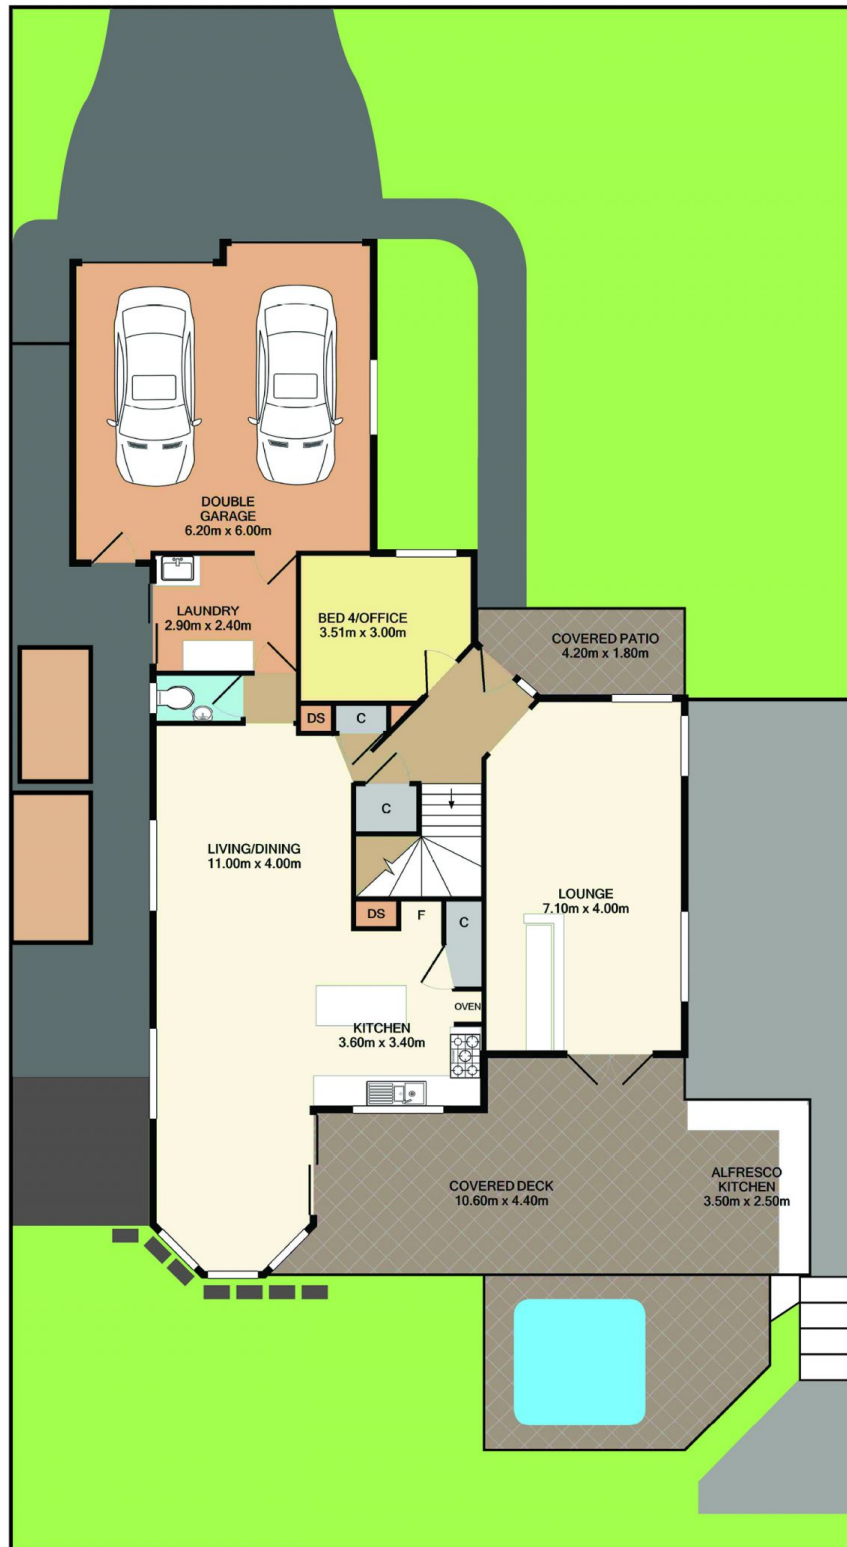 DOUBLE
GARAGE
6.20m x 6.00m
LAUNDRY
2.90m x 2.40m
BED 4/OFFICE
3.51m x 3.00m
COVERED PATIO
4.20m x 1.80m
DS
C
C
LIVING/DINING
11.00m x 4.00m
LOUNGE
7.10m x 4.00m
DS
F
C
OVEN
KITCHEN
3.60m x 3.40m
COVERED DECK
10.60m x 4.40m
ALFRESCO
KITCHEN
3.50m x 2.50m